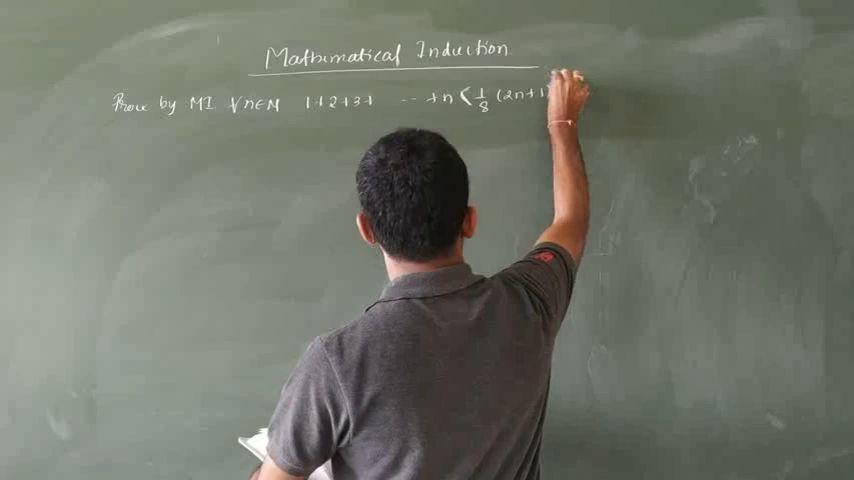 Mathematical Induction
Prove by MI ∀ n∈N 1+2+3+ ... +n < 1/8 (2n+1)